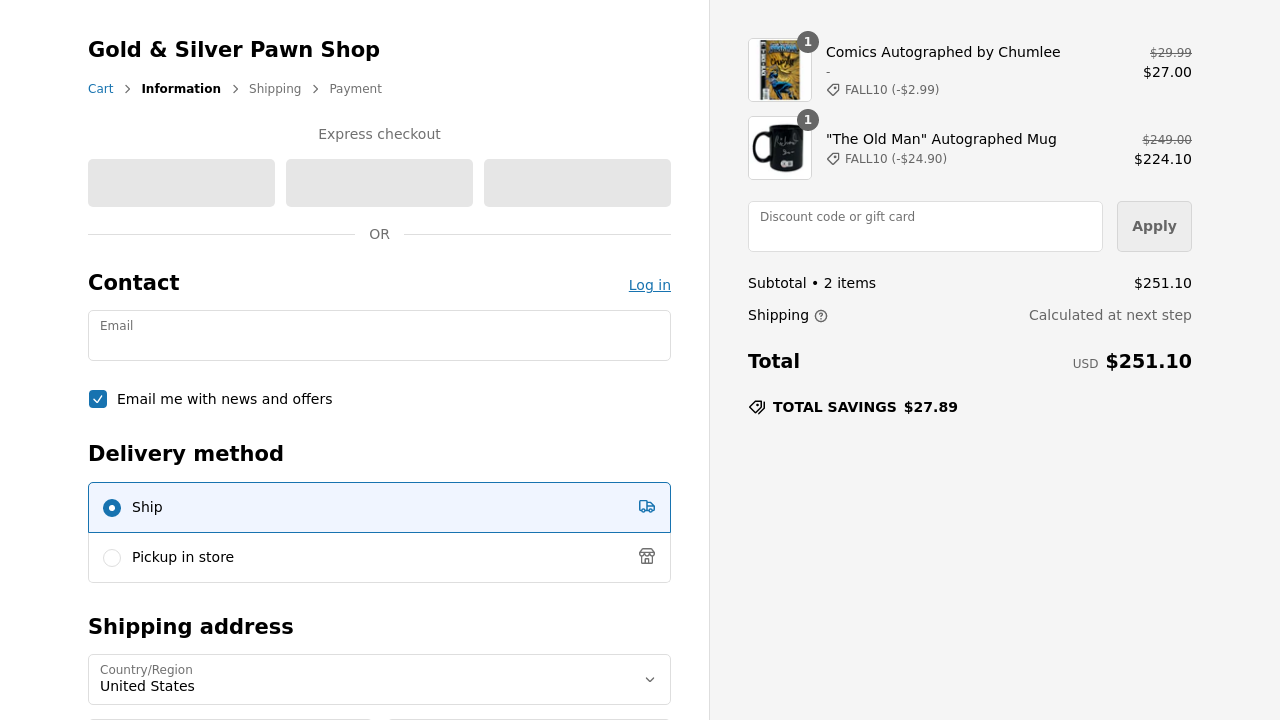 Gold & Silver Pawn Shop
Cart
Information
Shipping
Payment
Express checkout
OR
Contact
Log in
Email
Email me with news and offers
Delivery method
Ship
Pickup in store
Shipping address
Country/Region
United States
1
Comics Autographed by Chumlee
-
FALL10 (-$2.99)
$29.99
$27.00
1
"The Old Man" Autographed Mug
FALL10 (-$24.90)
$249.00
$224.10
Discount code or gift card
Apply
Subtotal • 2 items
$251.10
Shipping
Calculated at next step
Total
USD $251.10
TOTAL SAVINGS $27.89